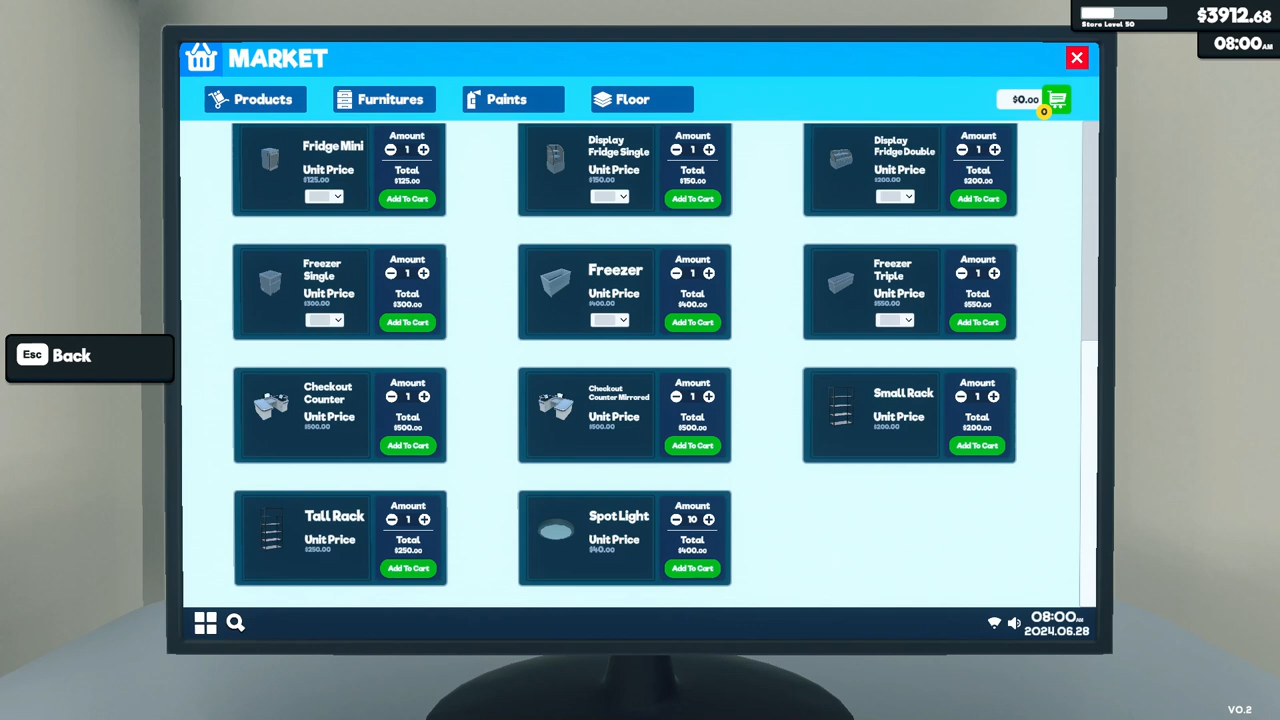 $3912.68
Store Level 50
08:00AM
MARKET
Products
Furnitures
Paints
Floor
$0.00
0
Fridge Mini
Unit Price
$125.00
Amount
1
Total
$125.00
Add To Cart
Display
Fridge Single
Unit Price
$150.00
Amount
1
Total
$150.00
Add To Cart
Display
Fridge Double
Unit Price
$200.00
Amount
1
Total
$200.00
Add To Cart
Freezer
Single
Unit Price
$300.00
Amount
1
Total
$300.00
Add To Cart
Freezer
Unit Price
$400.00
Amount
1
Total
$400.00
Add To Cart
Freezer
Triple
Unit Price
$550.00
Amount
1
Total
$550.00
Add To Cart
Esc Back
Checkout
Counter
Unit Price
$500.00
Amount
1
Total
$500.00
Add To Cart
Checkout
Counter Mirrored
Unit Price
$500.00
Amount
1
Total
$500.00
Add To Cart
Small Rack
Unit Price
$200.00
Amount
1
Total
$200.00
Add To Cart
Tall Rack
Unit Price
$250.00
Amount
1
Total
$250.00
Add To Cart
Spot Light
Unit Price
$40.00
Amount
10
Total
$400.00
Add To Cart
08:00AM
2024.06.28
V0.2